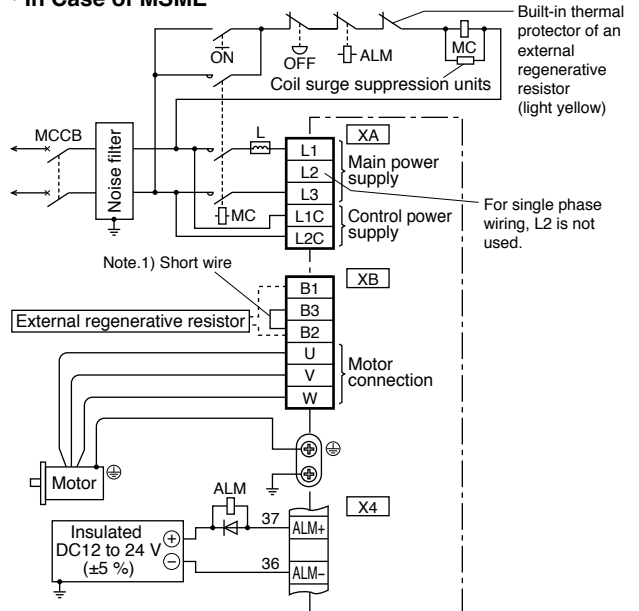 • In Case of MSME
ON
OFF
ALM
MC
Coil surge suppression units
Built-in thermal
protector of an
external
regenerative
resistor
(light yellow)
MCCB
Noise filter
L
MC
XA
L1
L2
L3
L1C
L2C
Main power
supply
Control power
supply
For single phase
wiring, L2 is not
used.
Note.1) Short wire
XB
B1
B3
B2
U
V
W
External regenerative resistor
Motor
connection
Motor
ALM
X4
37
ALM+
36
ALM−
Insulated
DC12 to 24 V
(±5 %)
+
−